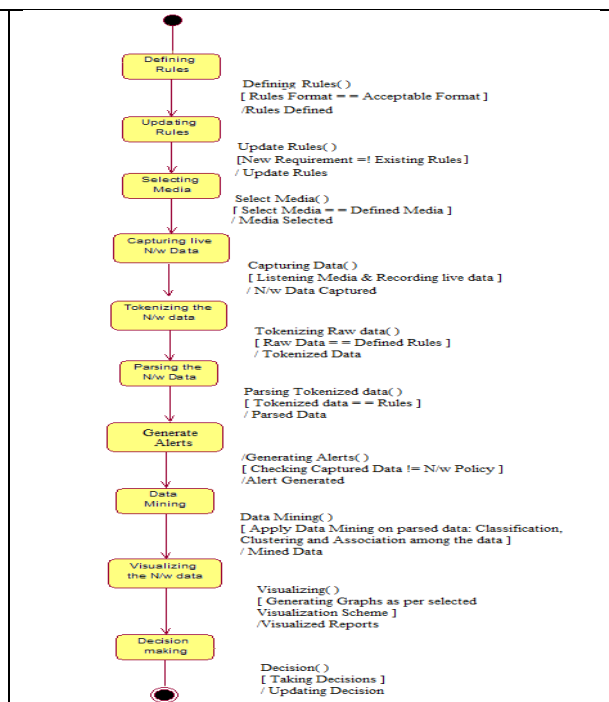 Defining
Rules
Defining Rules( )
[ Rules Format = = Acceptable Format ]
/Rules Defined
Updating
Rules
Update Rules( )
[New Requirement =! Existing Rules]
/ Update Rules
Selecting
Media
Select Media( )
[ Select Media = = Defined Media ]
/ Media Selected
Capturing live
N/w Data
Capturing Data( )
[ Listening Media & Recording live data ]
/ N/w Data Captured
Tokenizing the
N/w data
Tokenizing Raw data( )
[ Raw Data = = Defined Rules ]
/ Tokenized Data
Parsing the
N/w Data
Parsing Tokenized data( )
[ Tokenized data = = Rules ]
/ Parsed Data
Generate
Alerts
/Generating Alerts( )
[ Checking Captured Data != N/w Policy ]
/Alert Generated
Data
Mining
Data Mining( )
[ Apply Data Mining on parsed data: Classification,
Clustering and Association among the data ]
/ Mined Data
Visualizing
the N/w data
Visualizing( )
[ Generating Graphs as per selected
Visualization Scheme ]
/Visualized Reports
Decision
making
Decision( )
[ Taking Decisions ]
/ Updating Decision